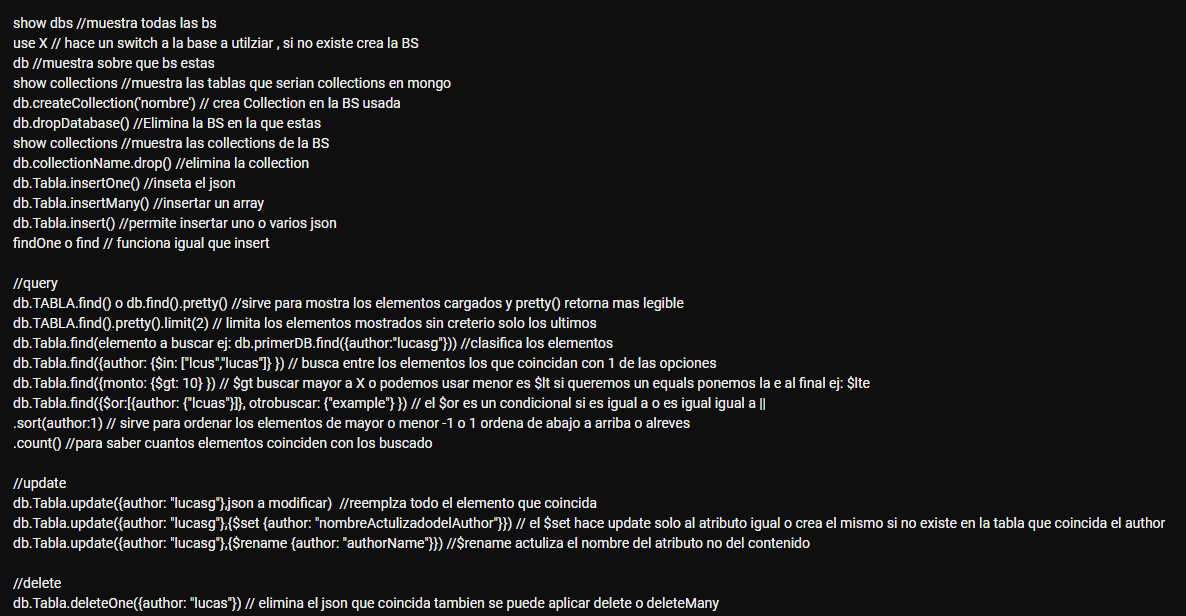 show dbs //muestra todas las bs
use X // hace un switch a la base a utilziar , si no existe crea la BS
db //muestra sobre que bs estas
show collections //muestra las tablas que serian collections en mongo
db.createCollection('nombre') // crea Collection en la BS usada
db.dropDatabase() //Elimina la BS en la que estas
show collections //muestra las collections de la BS
db.collectionName.drop() //elimina la collection
db.Tabla.insertOne() //inseta el json
db.Tabla.insertMany() //insertar un array
db.Tabla.insert() //permite insertar uno o varios json
findOne o find // funciona igual que insert

//query
db.TABLA.find() o db.find().pretty() //sirve para mostra los elementos cargados y pretty() retorna mas legible
db.TABLA.find().pretty().limit(2) // limita los elementos mostrados sin creterio solo los ultimos
db.Tabla.find(elemento a buscar ej: db.primerDB.find({author:"lucasg"})) //clasifica los elementos
db.Tabla.find({author: {$in: ["lcus","lucas"]} }) // busca entre los elementos los que coincidan con 1 de las opciones
db.Tabla.find({monto: {$gt: 10} }) // $gt buscar mayor a X o podemos usar menor es $lt si queremos un equals ponemos la e al final ej: $lte
db.Tabla.find({$or:[{author: {"lcuas"}]}, otrobuscar: {"example"} }) // el $or es un condicional si es igual a o es igual igual a ||
.sort(author:1) // sirve para ordenar los elementos de mayor o menor -1 o 1 ordena de abajo a arriba o alreves
.count() //para saber cuantos elementos coinciden con los buscado

//update
db.Tabla.update({author: "lucasg"},json a modificar)  //reemplza todo el elemento que coincida
db.Tabla.update({author: "lucasg"},{$set {author: "nombreActulizadodelAuthor"}}) // el $set hace update solo al atributo igual o crea el mismo si no existe en la tabla que coincida el author
db.Tabla.update({author: "lucasg"},{$rename {author: "authorName"}}) //$rename actuliza el nombre del atributo no del contenido

//delete
db.Tabla.deleteOne({author: "lucas"}) // elimina el json que coincida tambien se puede aplicar delete o deleteMany